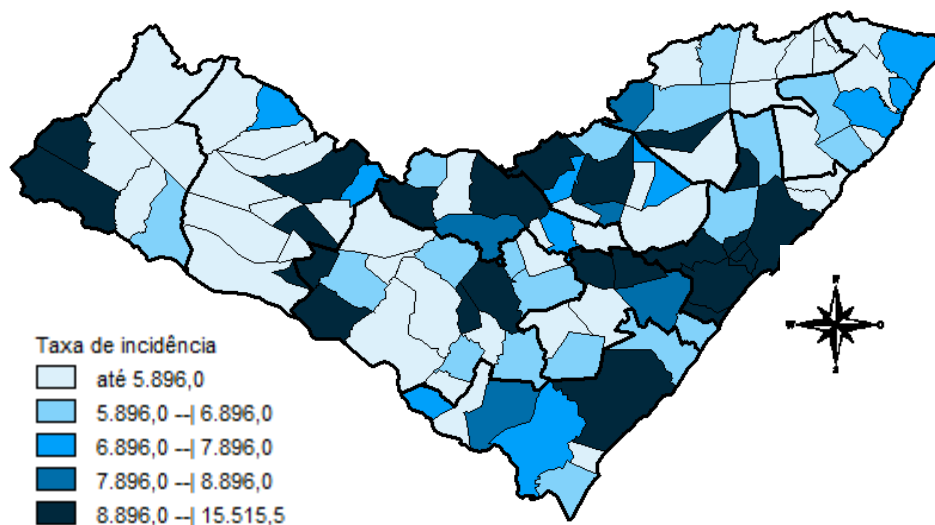 Taxa de incidência
até 5.896,0
5.896,0 --| 6.896,0
6.896,0 --| 7.896,0
7.896,0 --| 8.896,0
8.896,0 --| 15.515,5